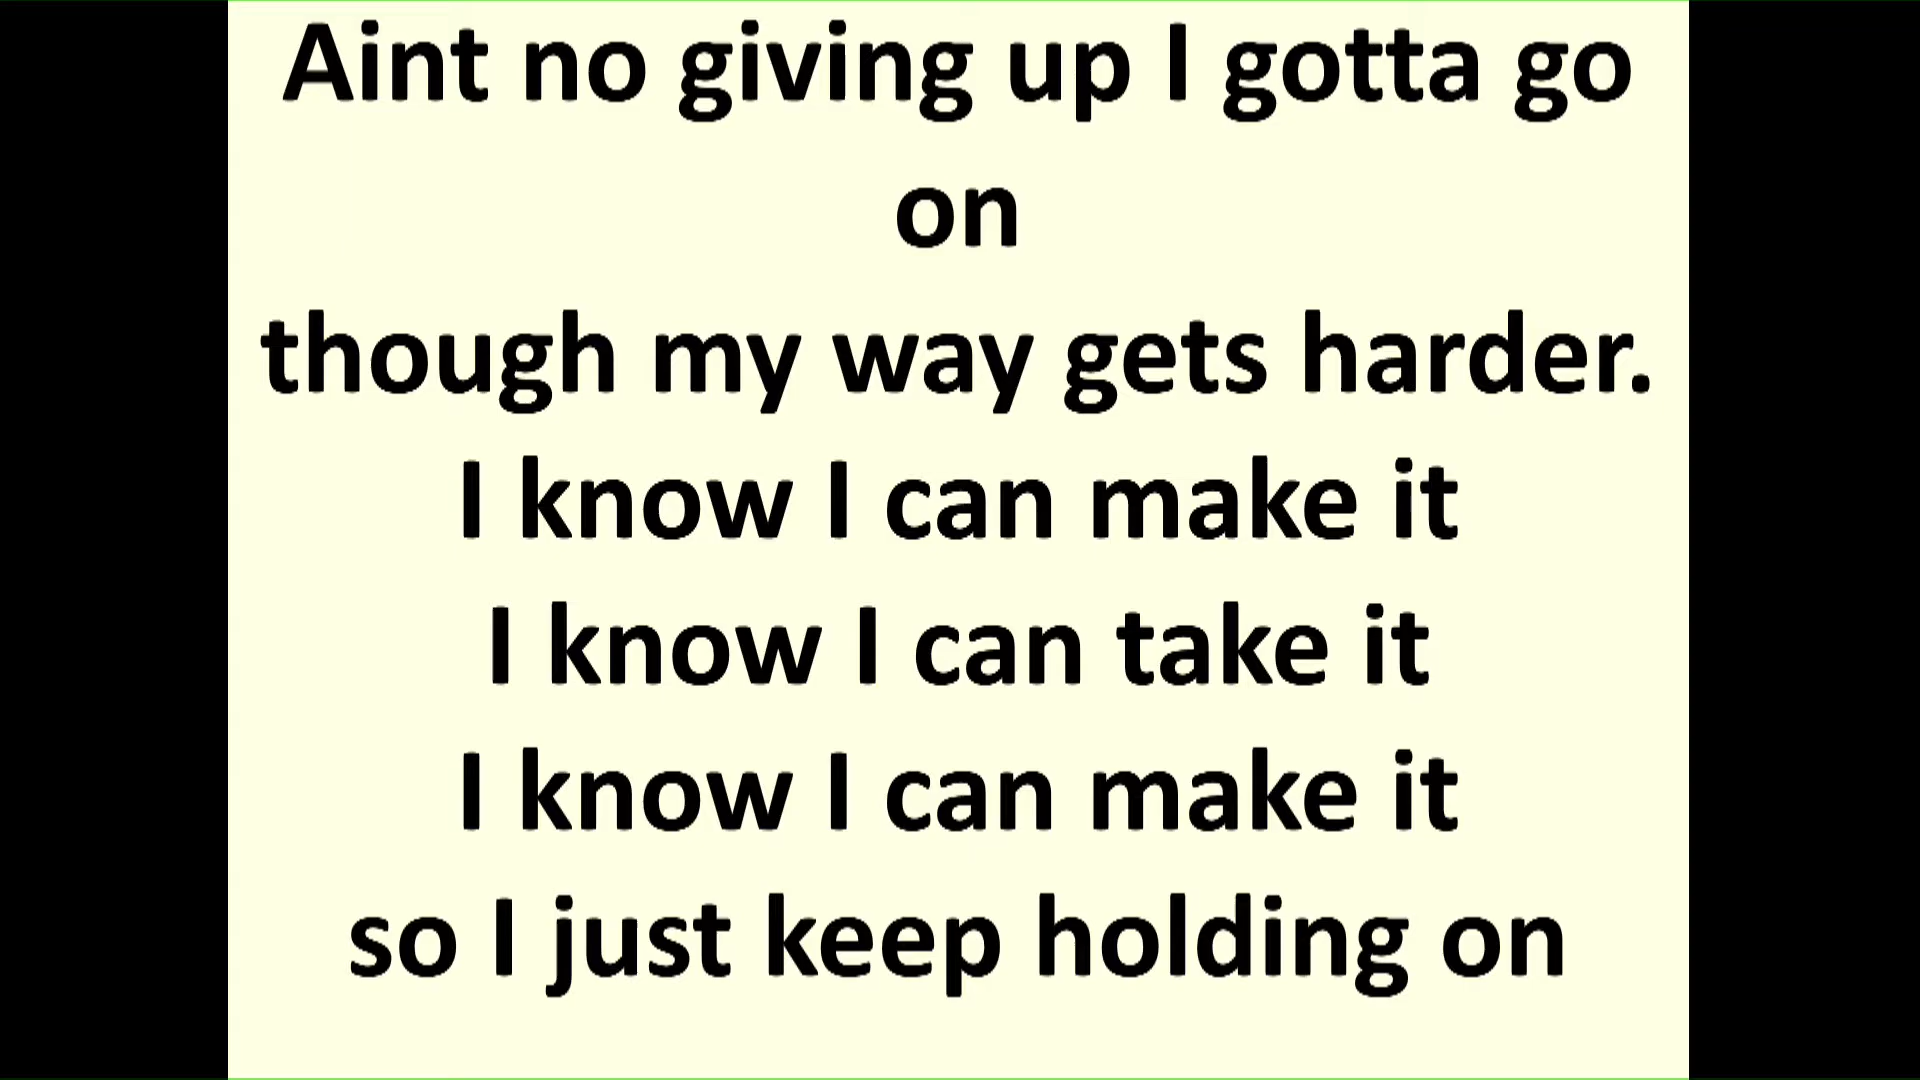 Aint no giving up I gotta go
on
though my way gets harder.
I know I can make it
I know I can take it
I know I can make it
so I just keep holding on